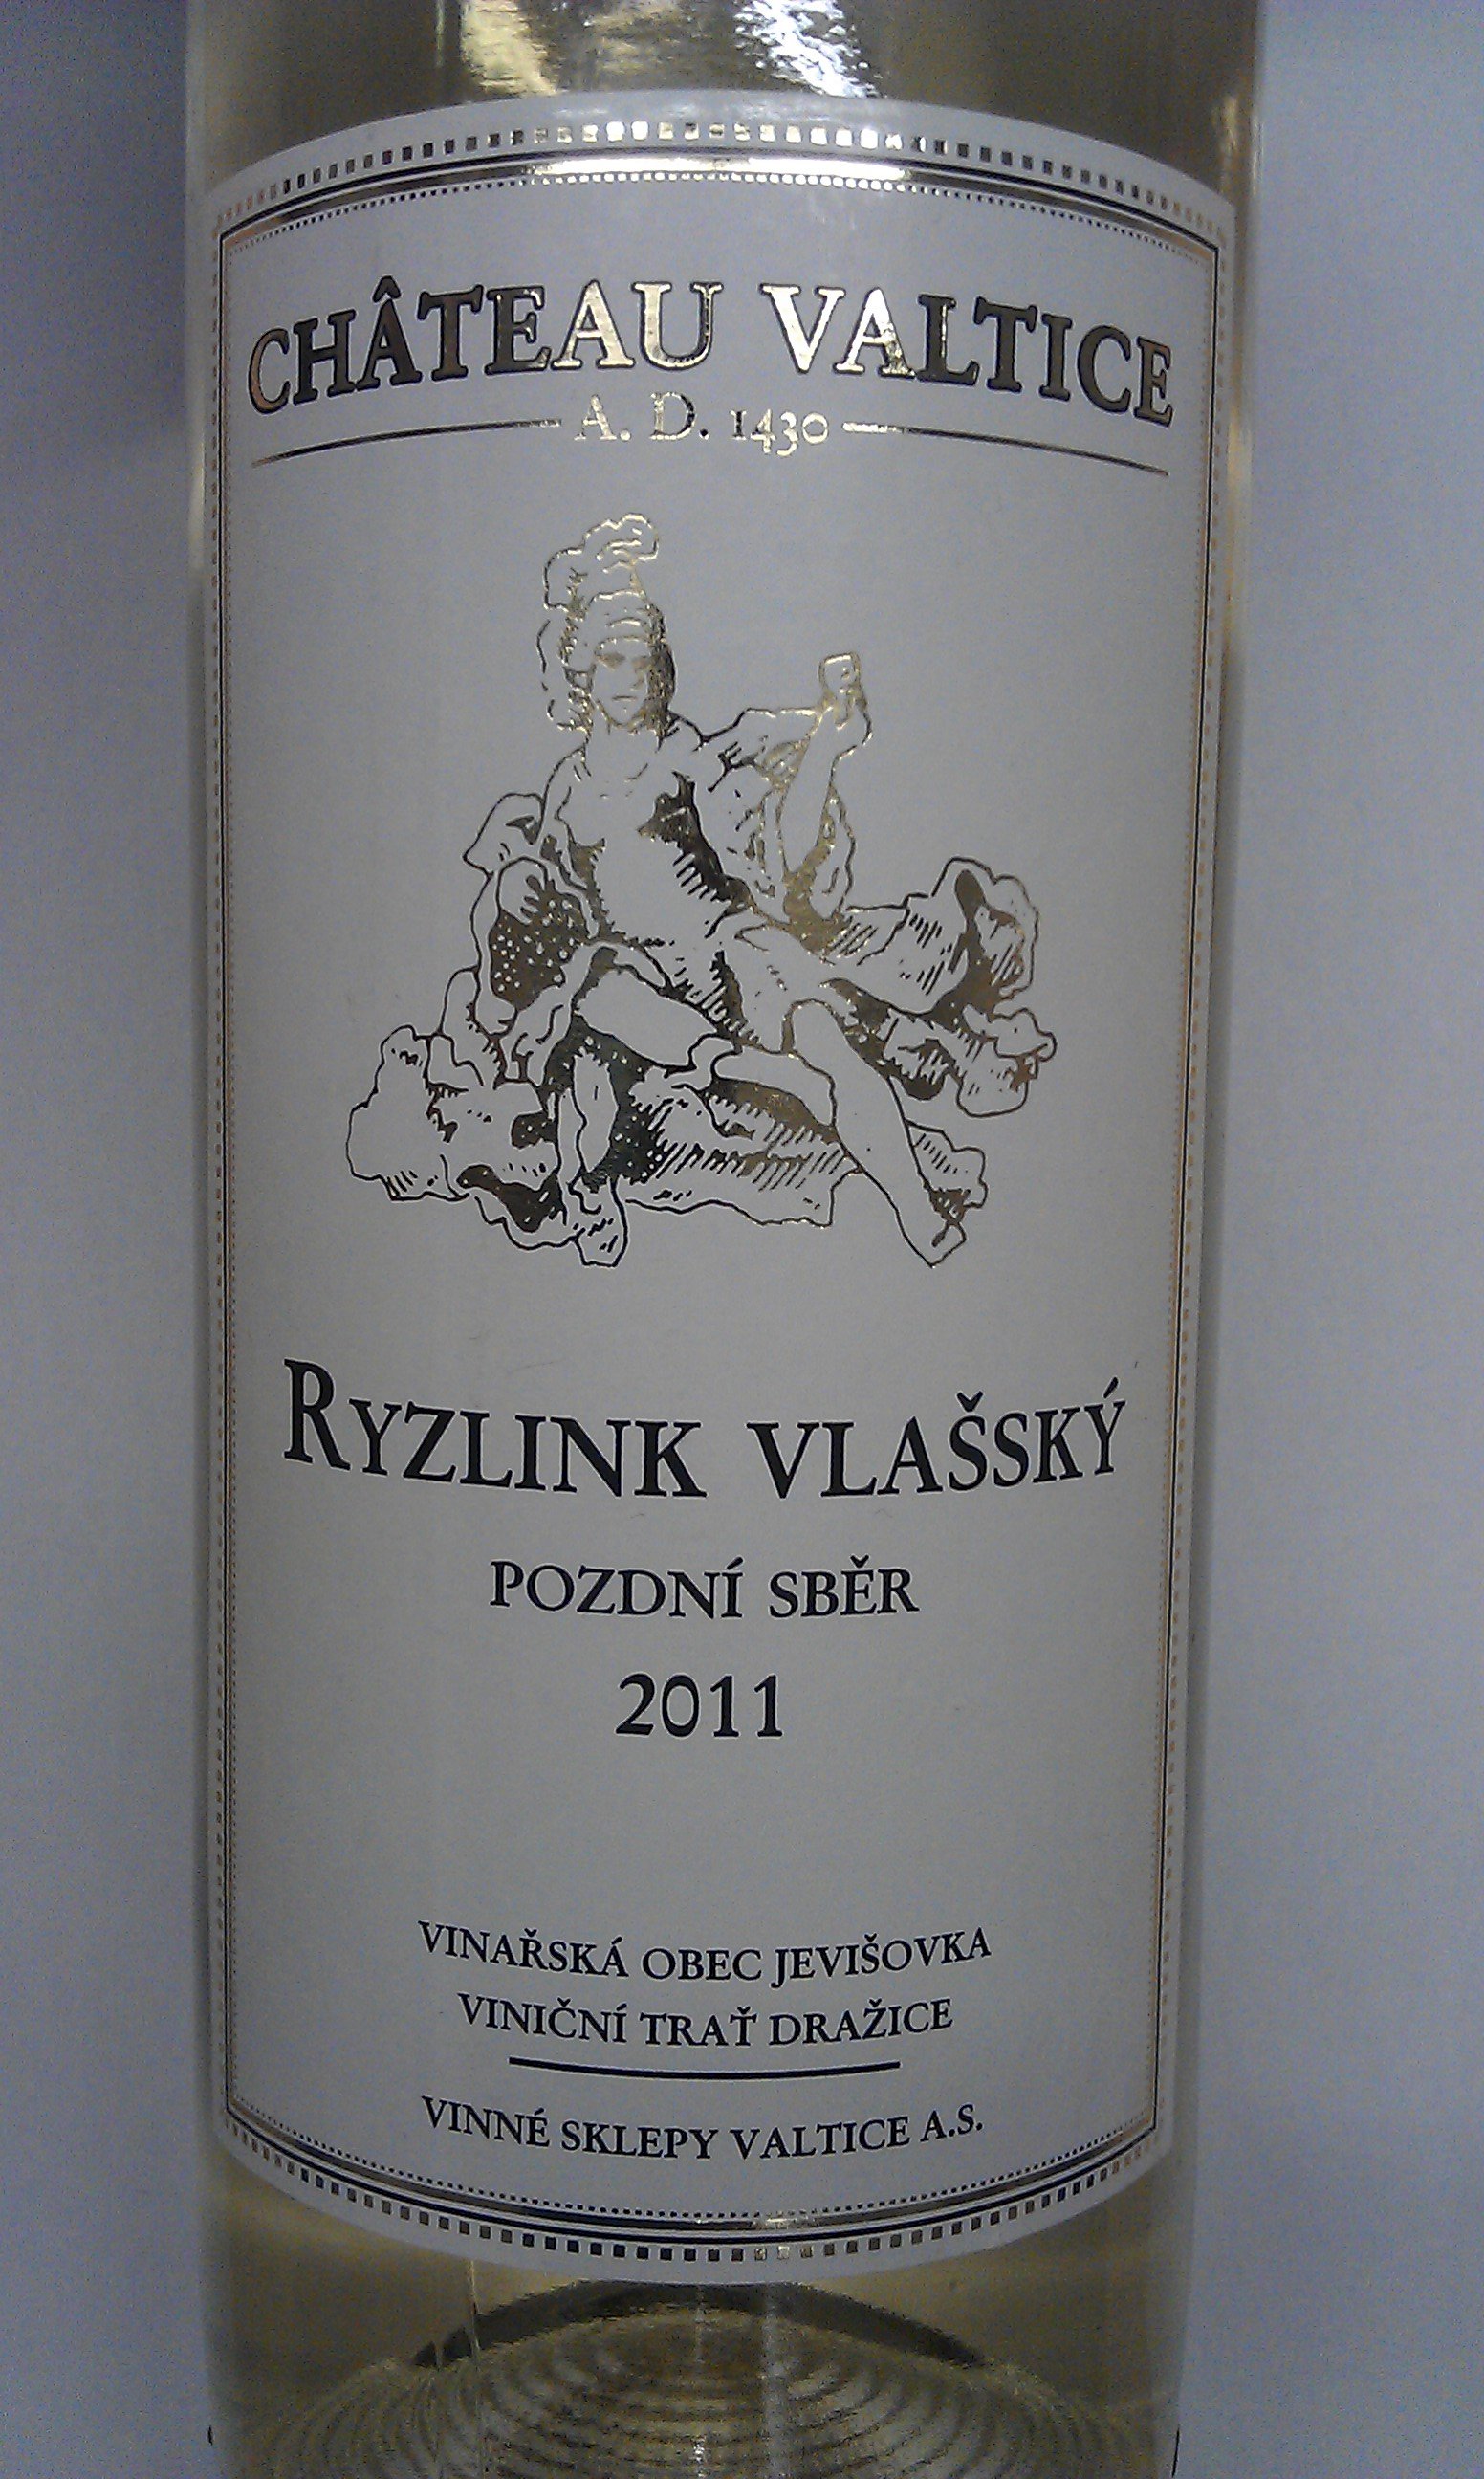 CHÂTEAU VALTICE
A. D. 1430
RYZLINK VLAŠSKÝ
POZDNÍ SBĚR
2011
VINAŘSKÁ OBEC JEVIŠOVKA
VINIČNÍ TRAŤ DRAŽICE
VINNÉ SKLEPY VALTICE A.S.